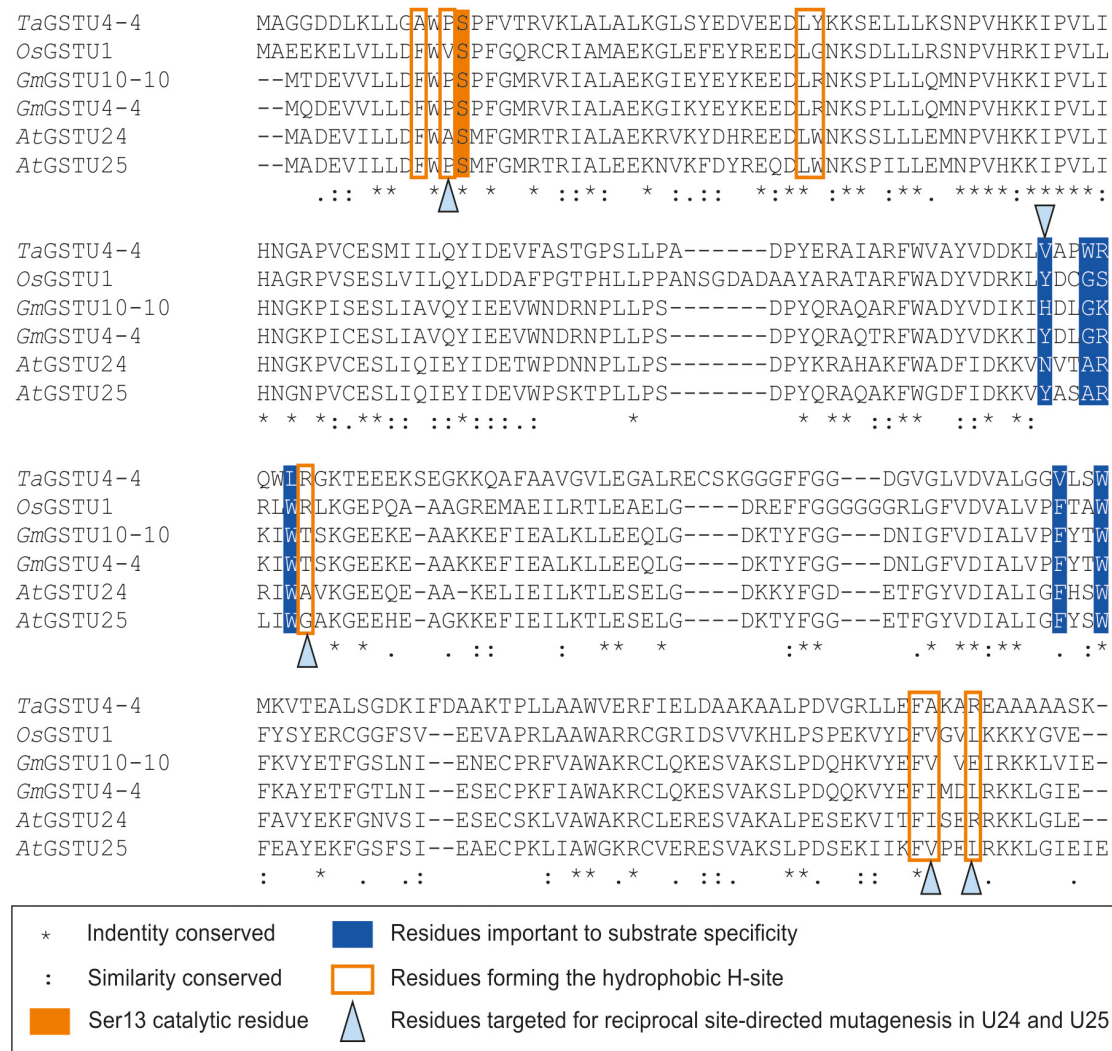 TaGSTU4-4 MAGGDDLKLLGAWPSPFVTRVKLALALKGLSYEDVEEDLYKKSELLLKSNPVHKKIPVLI
OsGSTU1 MAEEKELVLLDFWVSPFGQRCRIAMAEKGLEFEYREEDLGNKSDLLLRSNPVHRKIPVLL
GmGSTU10-10 --MTDEVVLLDFWPSPFGMRVRIALAEKGIEYEYKEEDLRNKSPLLLQMNPVHKKIPVLI
GmGSTU4-4 --MQDEVVLLDFWPSPFGMRVRIALAEKGIKYEYKEEDLRNKSPLLLQMNPVHKKIPVLI
AtGSTU24 --MADEVILLDFWASMFGMRTRIALAEKRVKYDHREEDLWNKSSLLLEMNPVHKKIPVLI
AtGSTU25 --MADEVILLDFWPSMFGMRTRIALEEKNVKFDYREQDLWNKSPILLEMNPVHKKIPVLI
.:: ** * * * * :::* * :.:: *:** ::* :**. ********:
TaGSTU4-4 HNGAPVCESMIILQYIDEVFASTGPSLLPA-------DPYERAIARFWVAYVDDKLVAPWR
OsGSTU1 HAGRPVSESLVILQYLDDAFPGTPHLLPPANSGDADAAYARATARFWADYVDRKLYDCGS
GmGSTU10-10 HNGKPISESLIAVQYIEEVWNDRNPLLPS-------DPYQRAQARFWADYVDIKIHDLGK
GmGSTU4-4 HNGKPICESLIAVQYIEEVWNDRNPLLPS-------DPYQRAQTRFWADYVDIKIYDLGR
AtGSTU24 HNGKPVCESLIQIEYIDETWPDNNPLLPS-------DPYKRAHAKFWADFIDKKVNVTAR
AtGSTU25 HNGNPVCESLIQIEYIDEVWPSKTPLLPS-------DPYQRAQAKFWGDFIDKKVYASAR
* * *:.**:: ::*:::.: * * *::** ::* *:
TaGSTU4-4 QWLRGKTEEEKSEGKKQAFAAVGVLEGALRECSKGGGFFGG---DGVGLVDVALGGVLSW
OsGSTU1 RLWRLKGEPQA-AAGREMAEILRTLEAELG----DREFFGGGGGGRLGFVDVALVPFTAW
GmGSTU10-10 KIWTSKGEEKE-AAKKEFIEALKLLEEQLG----DKTYFGG---DNIGFVDIALVPFYTW
GmGSTU4-4 KIWTSKGEEKE-AAKKEFIEALKLLEEQLG----DKTYFGG---DNLGFVDIALVPFYTW
AtGSTU24 RIWAVKGEEQE-AA-KELIEILKTLESELG----DKKYFGD---ETFGYVDIALIGFHSW
AtGSTU25 LIWGAKGEEHE-AGKKEFIEILKTLESELG----DKTYFGG---ETFGYVDIALIGFYSW
* * . . :: : ** * :** .* **:** . :*
TaGSTU4-4 MKVTEALSGDKIFDAAKTPLLAAWVERFIELDAAKAALPDVGRLLEFAKAREAAAAASK-
OsGSTU1 FYSYERCGGFSV--EEVAPRLAAWARRCGRIDSVVKHLPSPEKVYDFVGVLKKKYGVE--
GmGSTU10-10 FKVYETFGSLNI--ENECPRFVAWAKRCLQKESVAKSLPDQHKVYEFV VEIRKKLVIE-
GmGSTU4-4 FKAYETFGTLNI--ESECPKFIAWAKRCLQKESVAKSLPDQQKVYEFIMDLRKKLGIE--
AtGSTU24 FAVYEKFGNVSI--ESECSKLVAWAKRCLERESVAKALPESEKVITFISERRKKLGLE--
AtGSTU25 FEAYEKFGSFSI--EAECPKLIAWGKRCVERESVAKSLPDSEKIIKFVPELRKKLGIEIE
: * . . : ** * . :. **. :: * . .
* Indentity conserved Residues important to substrate specificity
: Similarity conserved Residues forming the hydrophobic H-site
Ser13 catalytic residue Residues targeted for reciprocal site-directed mutagenesis in U24 and U25